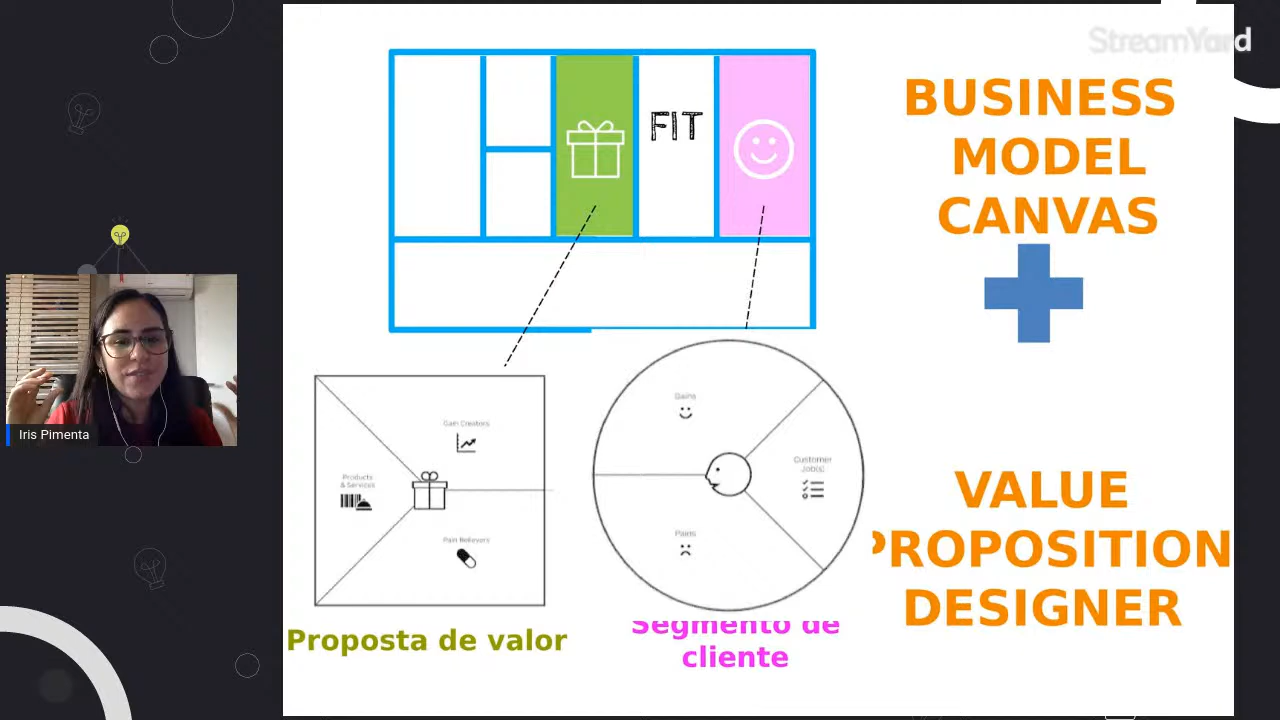 StreamYard
BUSINESS
MODEL
CANVAS
FIT
Gains
Gain Creators
Customer
Job(s)
Products
& Services
Pains
Pain Relievers
Iris Pimenta
VALUE
PROPOSITION
DESIGNER
Proposta de valor
Segmento de
cliente